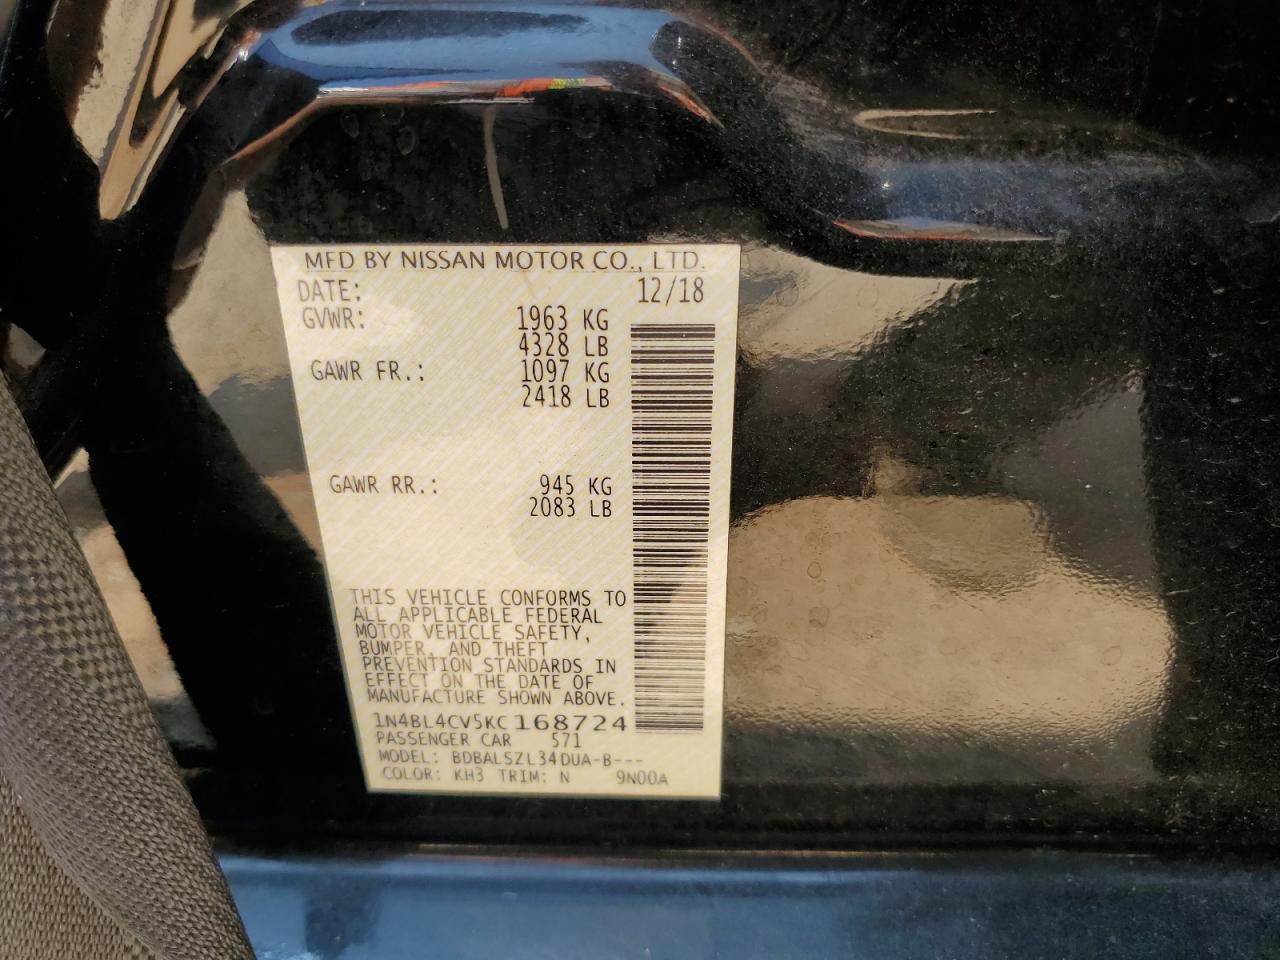 MFD BY NISSAN MOTOR CO., LTD.
DATE: 12/18
GVWR: 1963 KG
4328 LB
GAWR FR.: 1097 KG
2418 LB
GAWR RR.: 945 KG
2083 LB
THIS VEHICLE CONFORMS TO
ALL APPLICABLE FEDERAL
MOTOR VEHICLE SAFETY,
BUMPER, AND THEFT
PREVENTION STANDARDS IN
EFFECT ON THE DATE OF
MANUFACTURE SHOWN ABOVE.
1N4BL4CV5KC168724
PASSENGER CAR 571
MODEL: BDBALSZL34DUA-B---
COLOR: KH3 TRIM: N 9N00A